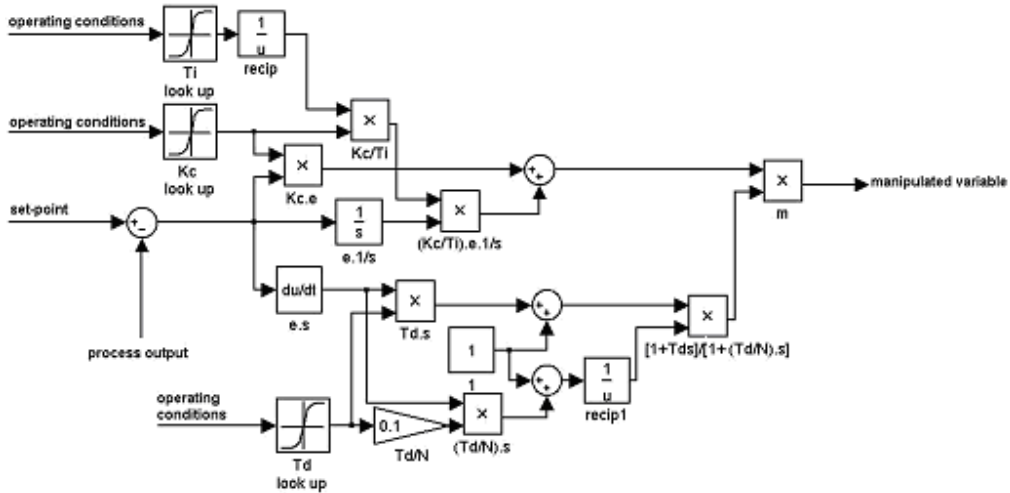 operating conditions
1
u
Ti
look up
recip
operating conditions
×
Kc
look up
Kc/Ti
×
Kc.e
+
+
×
m
manipulated variable
set-point
+
−
1
s
e.1/s
×
(Kc/Ti).e.1/s
du/dt
e.s
×
Td.s
+
+
×
[1+Tds]/[1+(Td/N).s]
process output
1
1
+
+
1
u
recip1
operating
conditions
Td
look up
0.1
Td/N
×
(Td/N).s